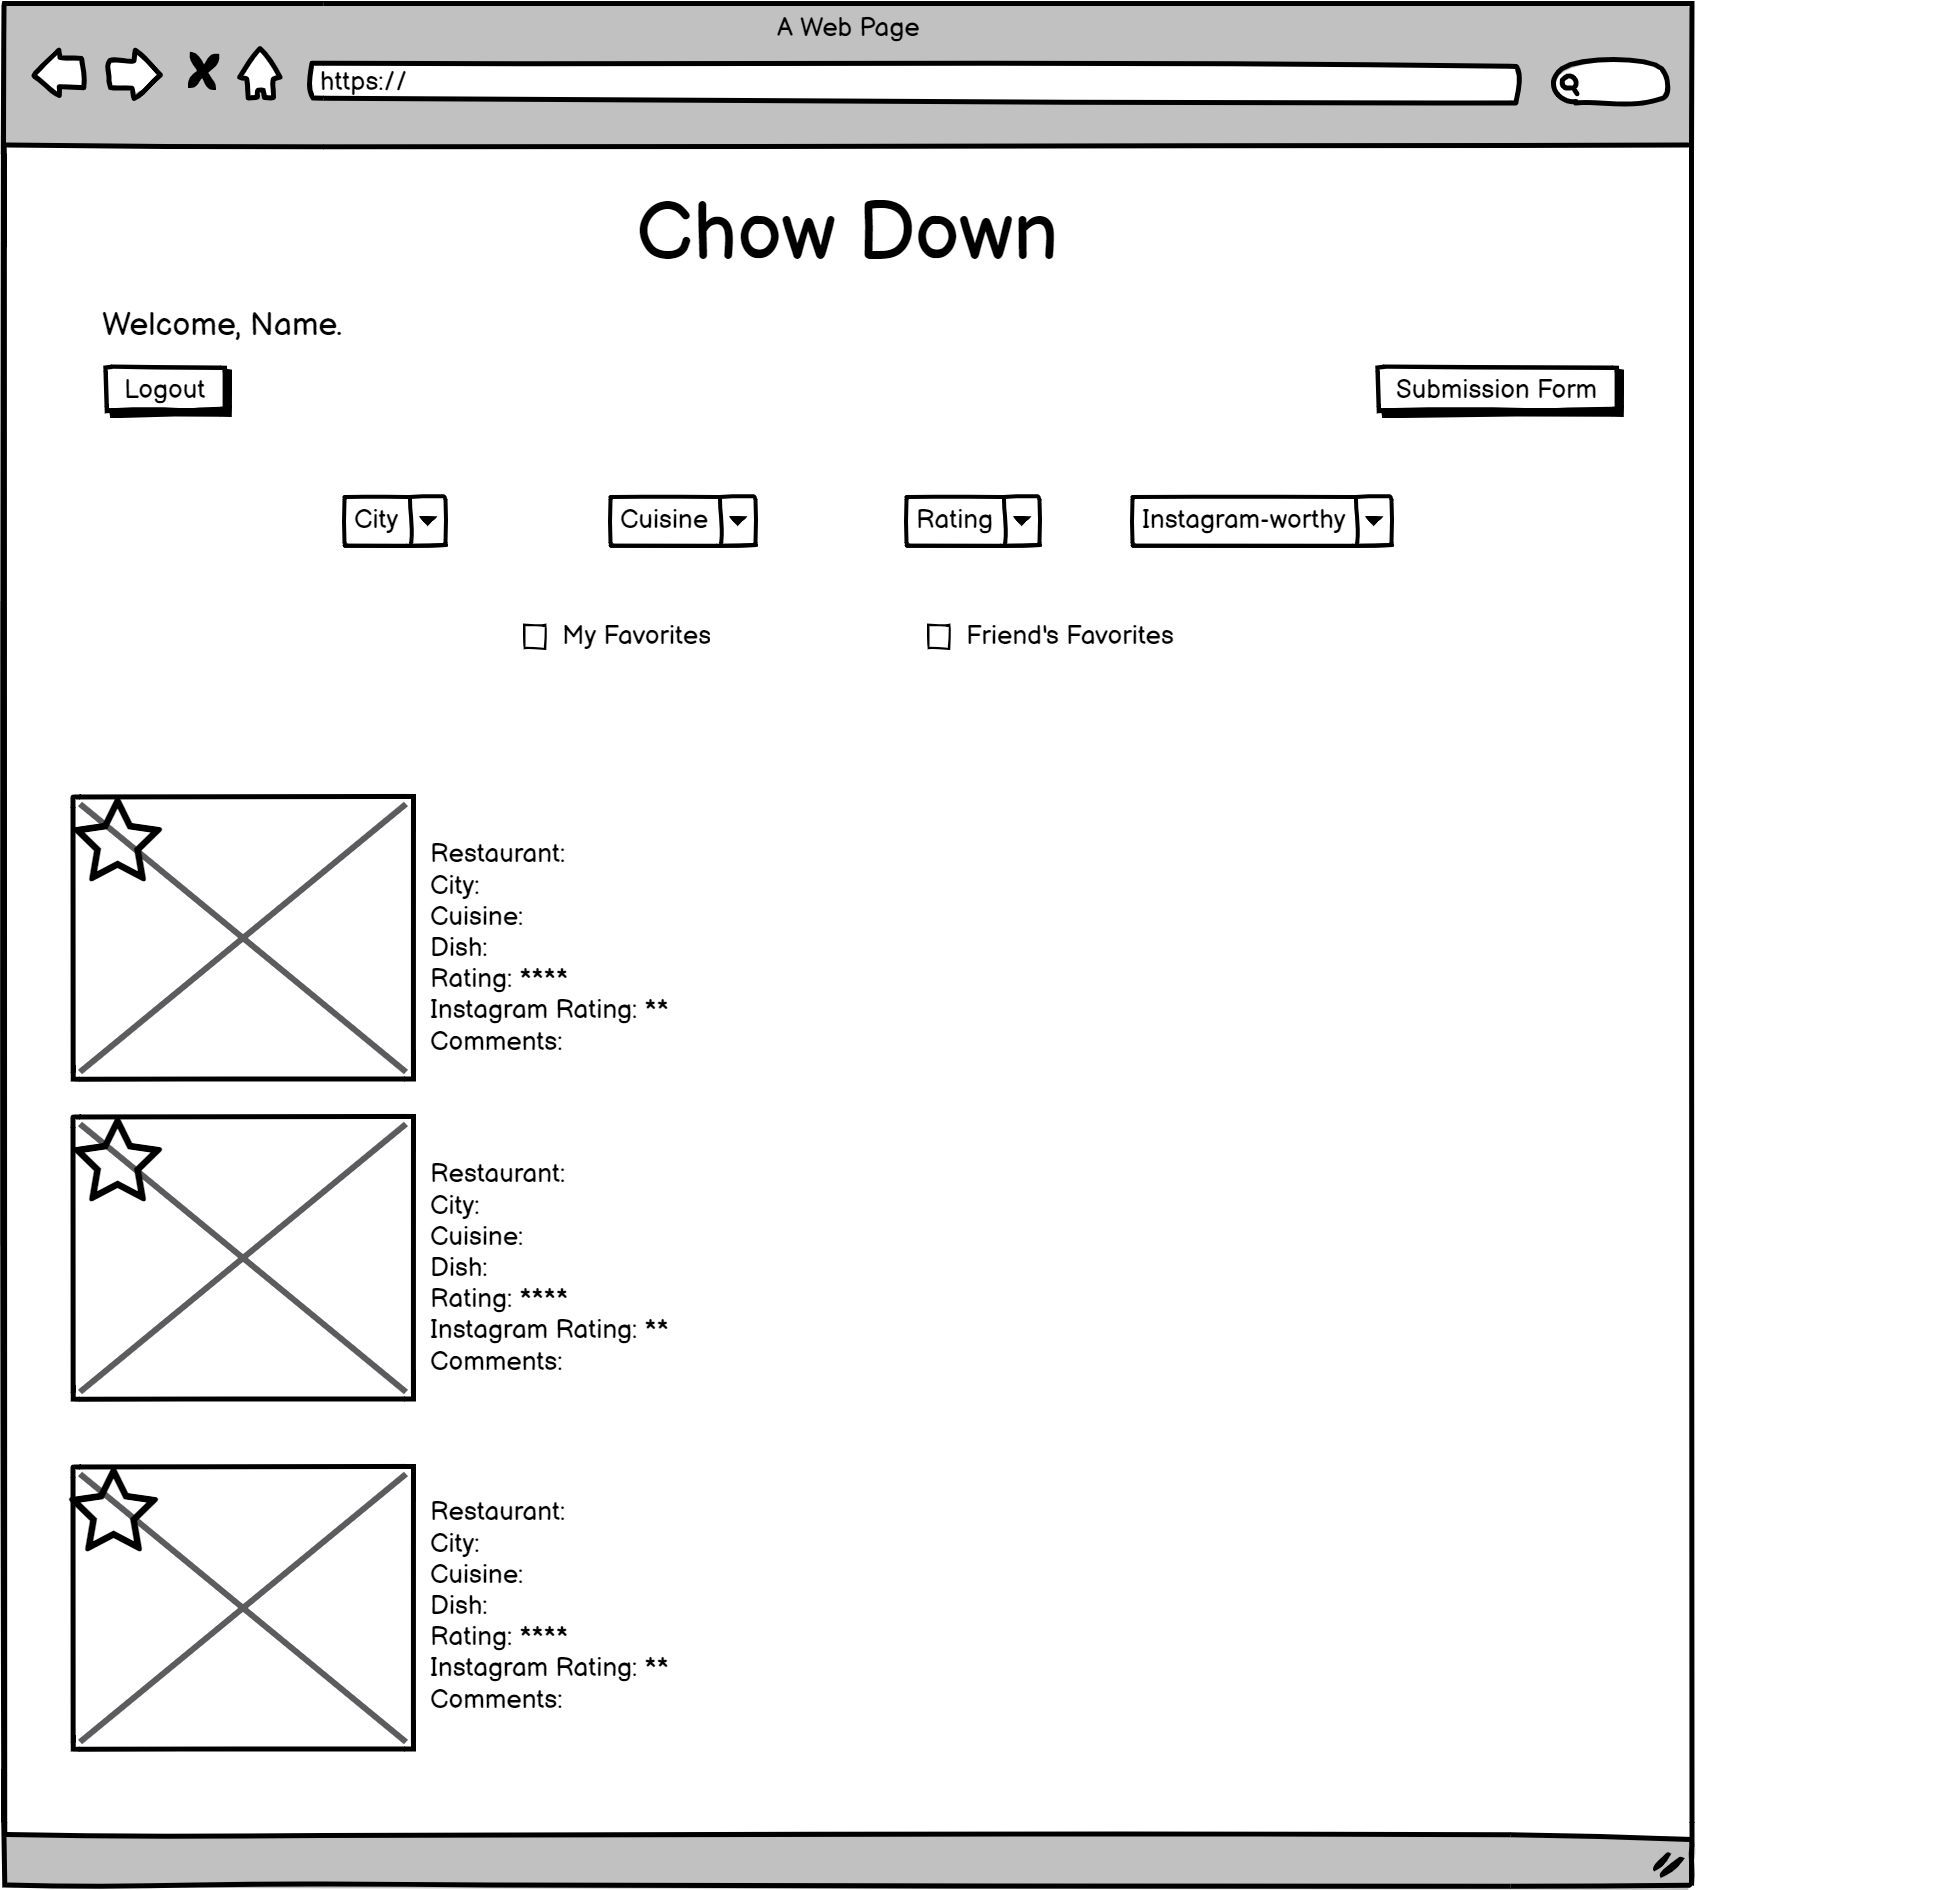 A Web Page
https://
Chow Down
Welcome, Name.
Logout
Submission Form
City
Cuisine
Rating
Instagram-worthy
My Favorites
Friend's Favorites
Restaurant:
City:
Cuisine:
Dish:
Rating: ****
Instagram Rating: **
Comments:
Restaurant:
City:
Cuisine:
Dish:
Rating: ****
Instagram Rating: **
Comments:
Restaurant:
City:
Cuisine:
Dish:
Rating: ****
Instagram Rating: **
Comments: